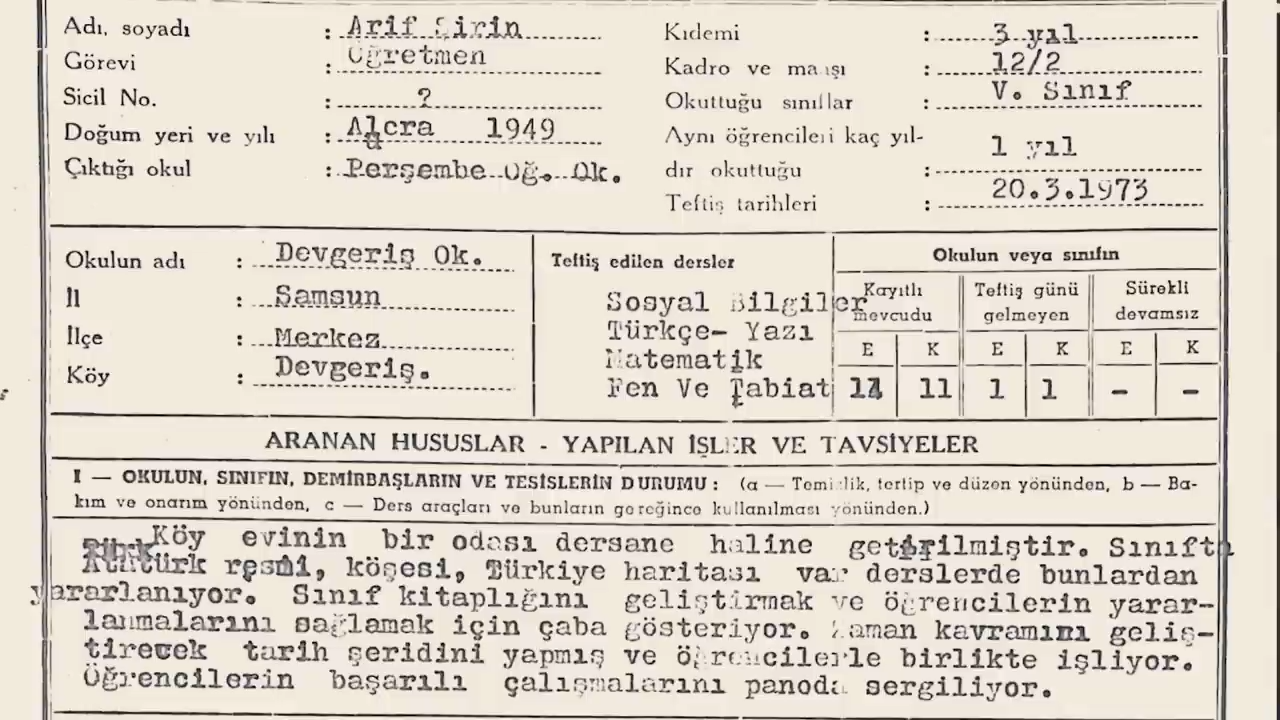 Adı, soyadı : Arif Şirin
Görevi : Öğretmen
Sicil No. : ?
Doğum yeri ve yılı : Alucra 1949
Çıktığı okul : Perşembe Öğ. Ok.
Kıdemi : 3 yıl
Kadro ve maaşı : 12/2
Okuttuğu sınıflar : V. Sınıf
Aynı öğrencileri kaç yıl-
dır okuttuğu : 1 yıl
Teftiş tarihleri : 20.3.1973
Okulun adı : Devgeriş Ok.
İl : Samsun
İlçe : Merkez
Köy : Devgeriş.
Teftiş edilen dersler
Sosyal Bilgiler
Türkçe- Yazı
Matematik
Fen Ve Tabiat
Okulun veya sınıfın
Kayıtlı mevcudu
Teftiş günü gelmeyen
Sürekli devamsız
E K E K E K
11 1 1 - -
ARANAN HUSUSLAR - YAPILAN İŞLER VE TAVSİYELER
I — OKULUN, SINIFIN, DEMİRBAŞLARIN VE TESİSLERİN DURUMU : (a — Temizlik, tertip ve düzen yönünden, b — Ba-
kım ve onarım yönünden, c — Ders araçları ve bunların gereğince kullanılması yönünden.)
Köy evinin bir odası dersane haline getirilmiştir. Sınıfta
Atatürk resmi, köşesi, Türkiye haritası var derslerde bunlardan
yararlanıyor. Sınıf kitaplığını geliştirmak ve öğrencilerin yarar-
lanmalarını sağlamak için çaba gösteriyor. Zaman kavramını geliş-
tirecek tarih şeridini yapmış ve öğrencilerle birlikte işliyor.
Öğrencilerin başarılı çalışmalarını panoda sergiliyor.